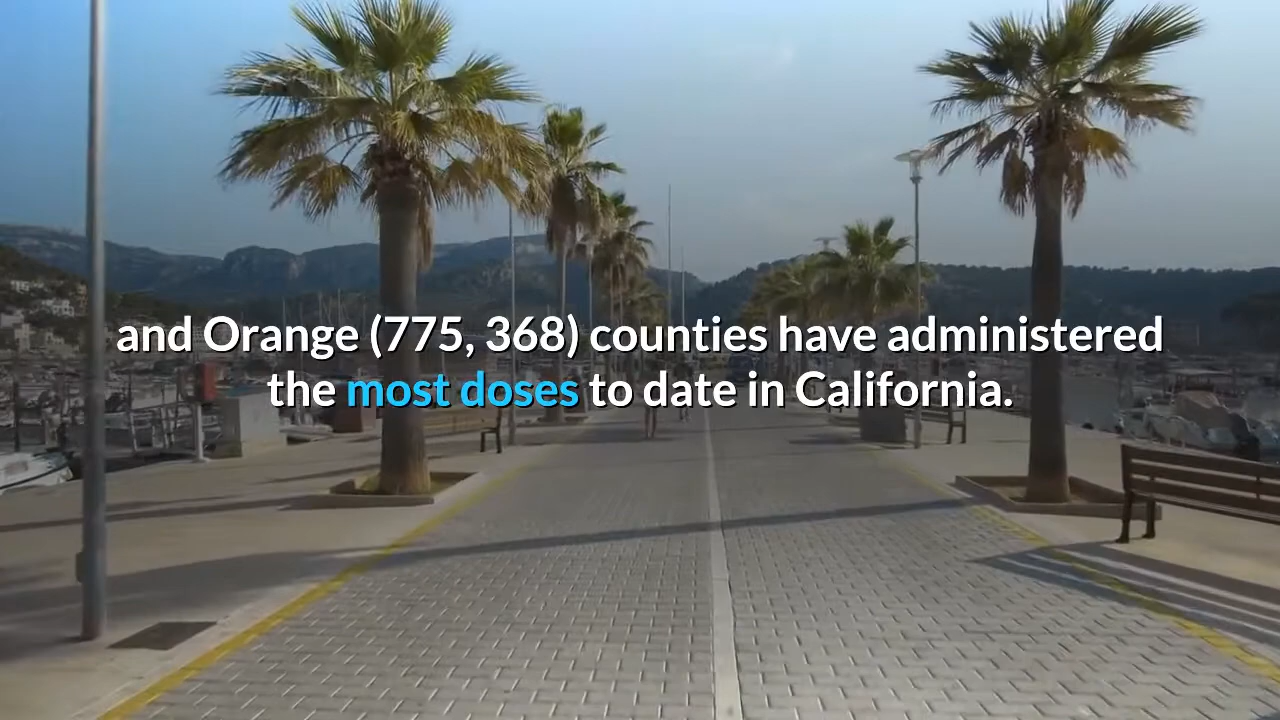 and Orange (775, 368) counties have administered
the most doses to date in California.